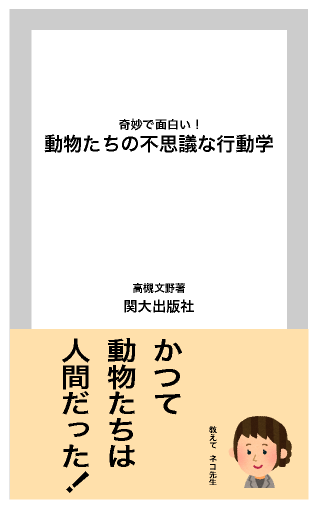 奇妙で面白い！
動物たちの不思議な行動学
高槻文野著
関大出版社
かつて
動物たちは
人間だった！
教えて ネコ先生